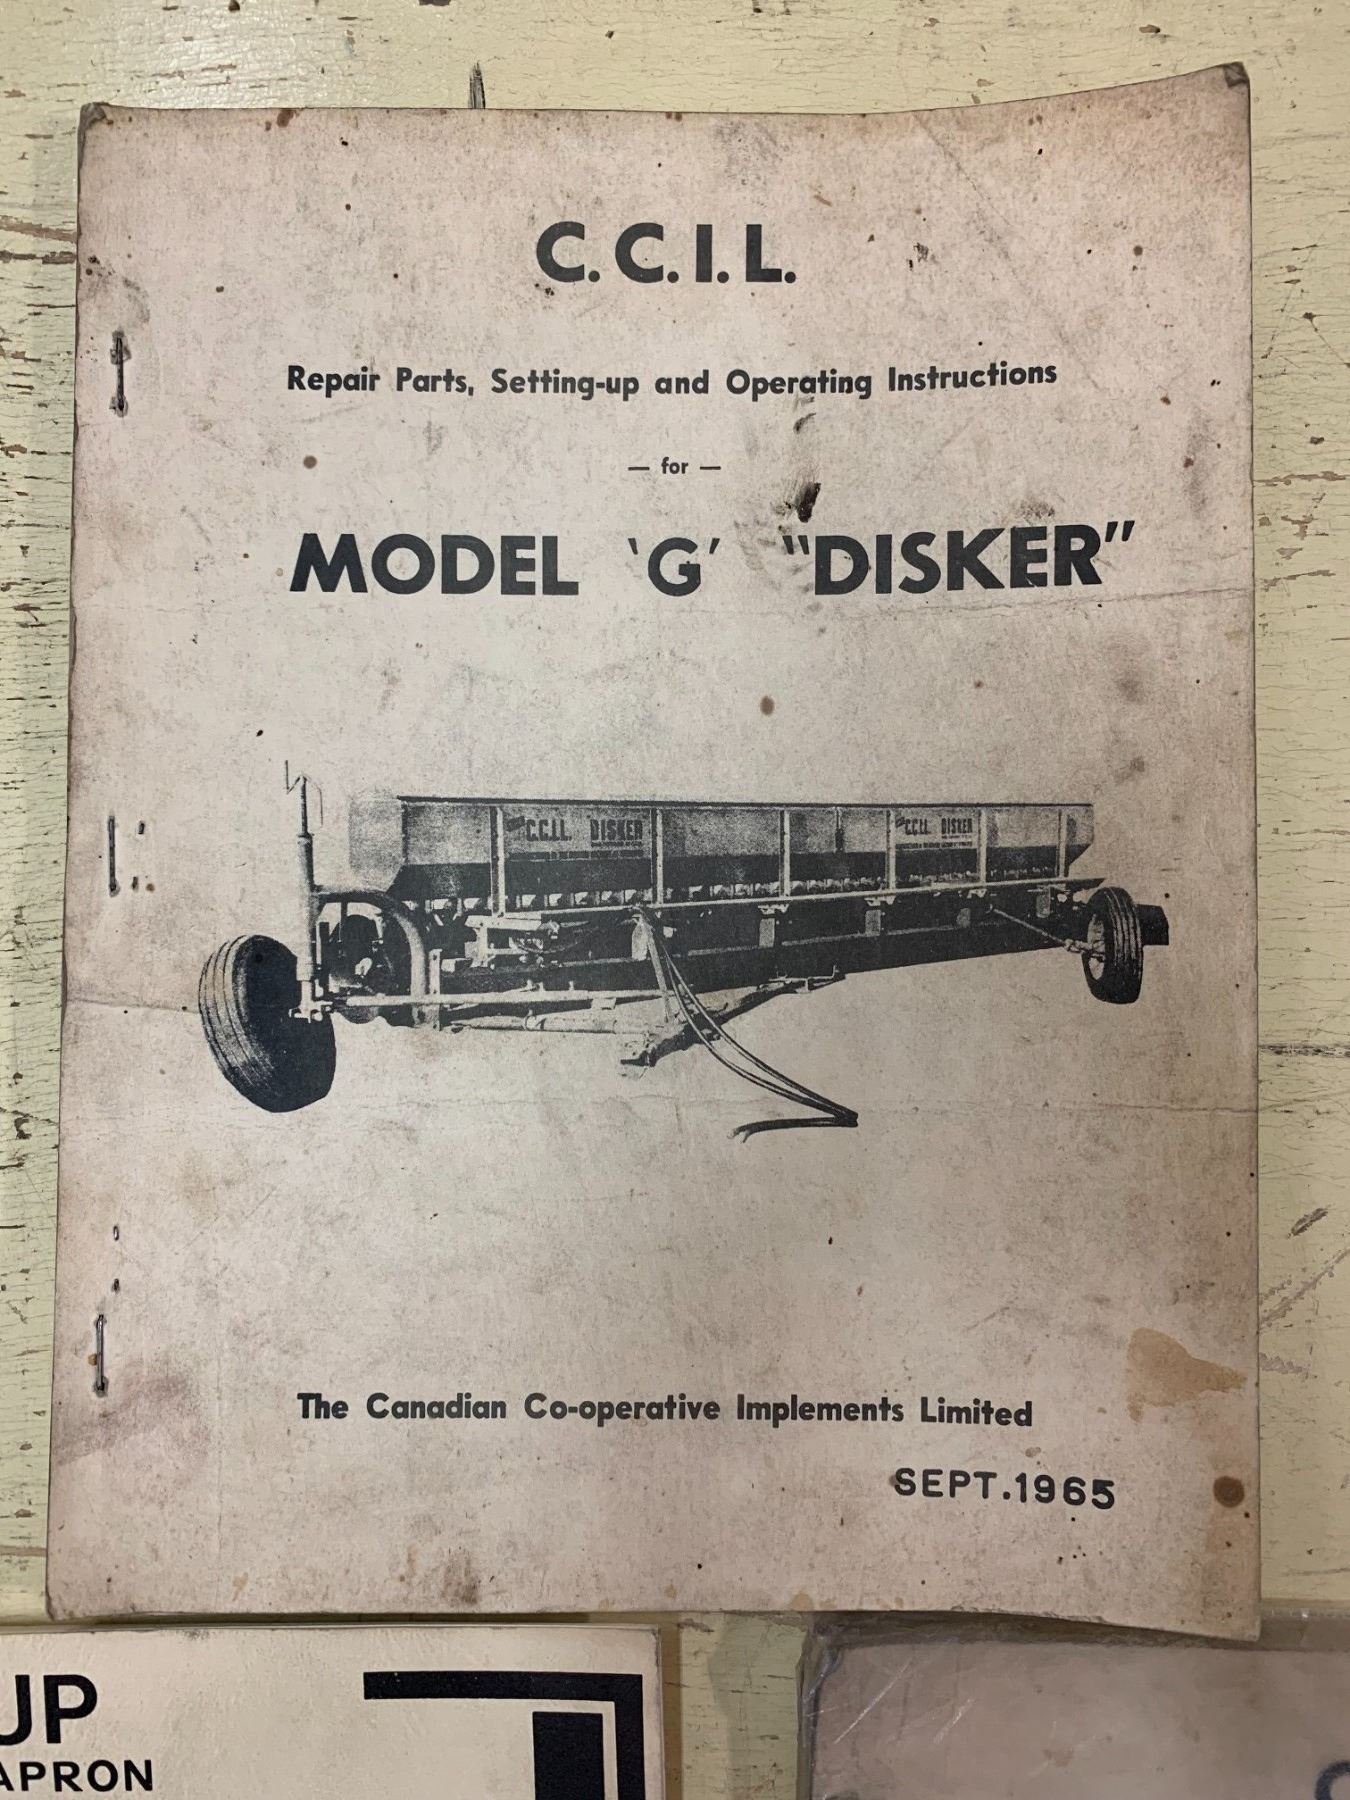 C.C.I.L.
Repair Parts, Setting-up and Operating Instructions
— for —
MODEL 'G' "DISKER"
C.C.I.L. DISKER
C.C.I.L. DISKER
The Canadian Co-operative Implements Limited
SEPT.1965
UP
APRON